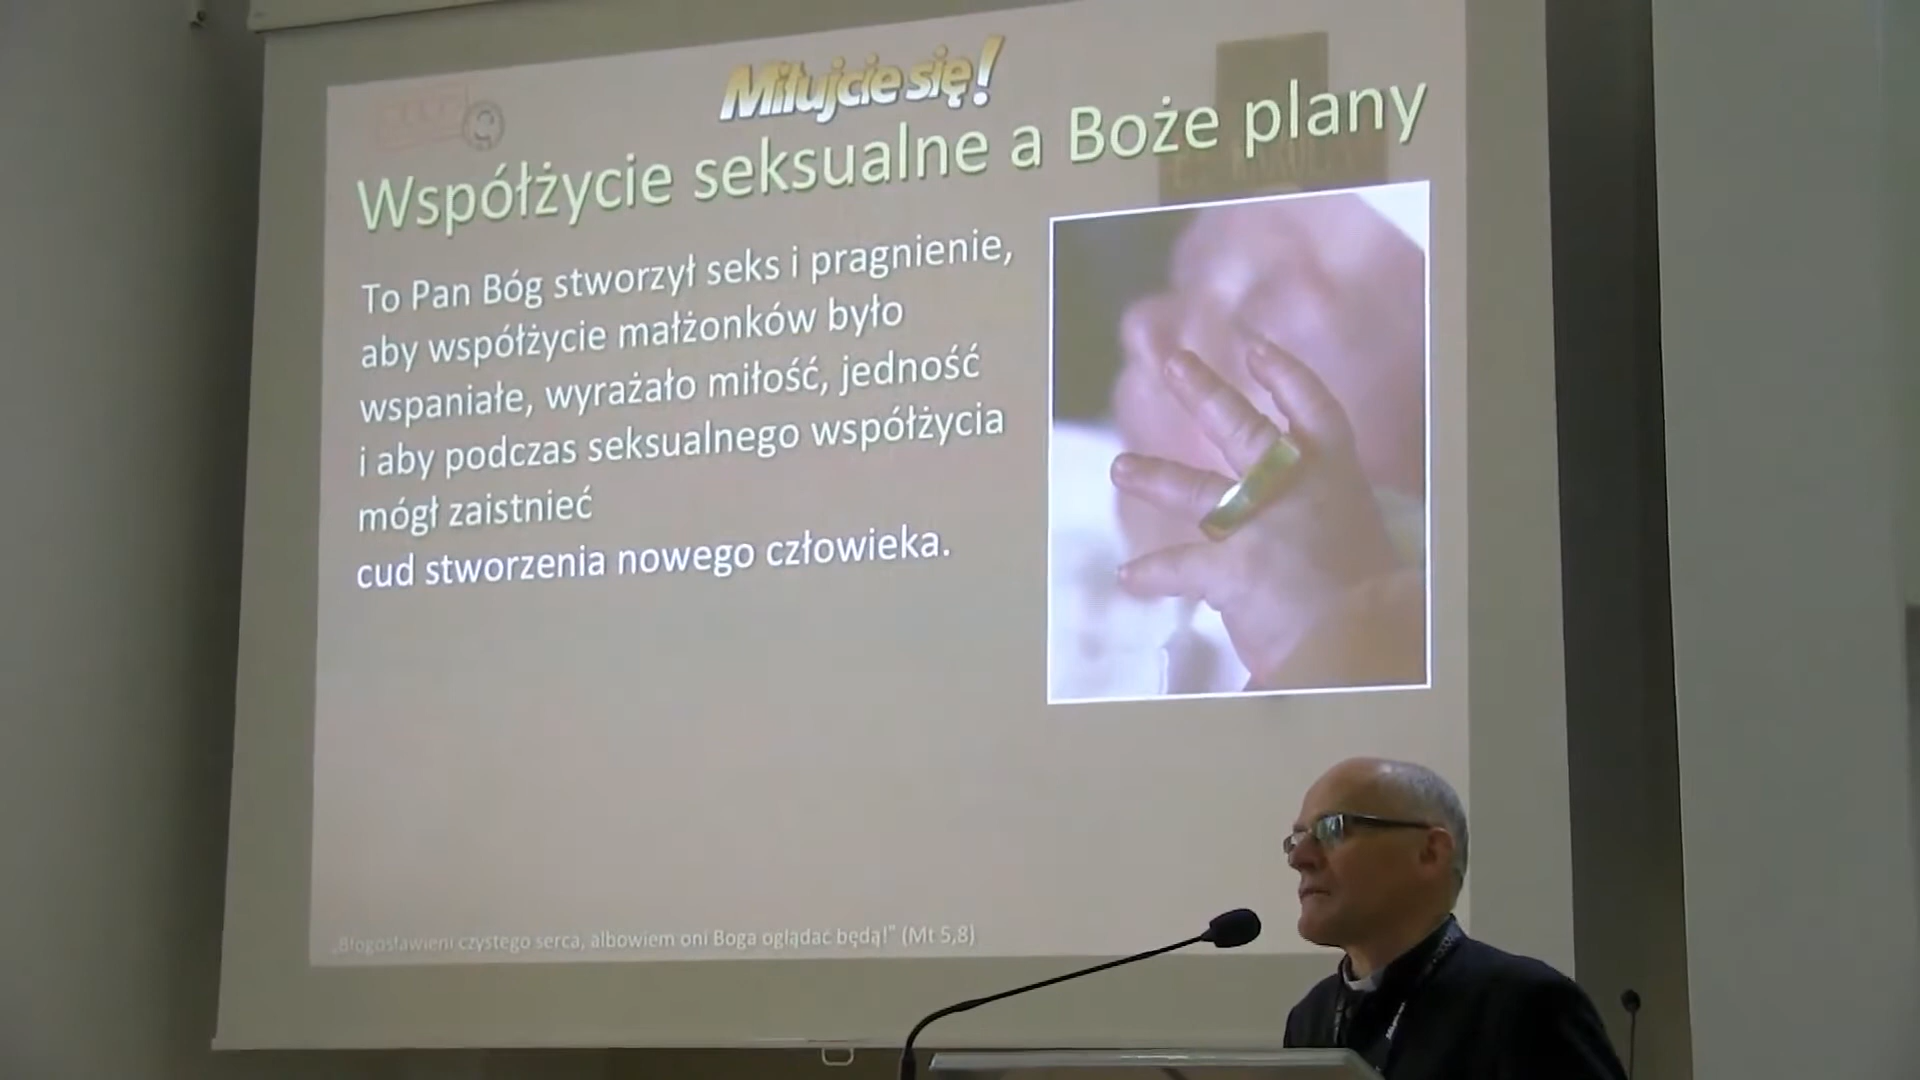 Miłujcie się!
Współżycie seksualne a Boże plany
To Pan Bóg stworzył seks i pragnienie,
aby współżycie małżonków było
wspaniałe, wyrażało miłość, jedność
i aby podczas seksualnego współżycia
mógł zaistnieć
cud stworzenia nowego człowieka.
„Błogosławieni czystego serca, albowiem oni Boga oglądać będą!" (Mt 5,8)